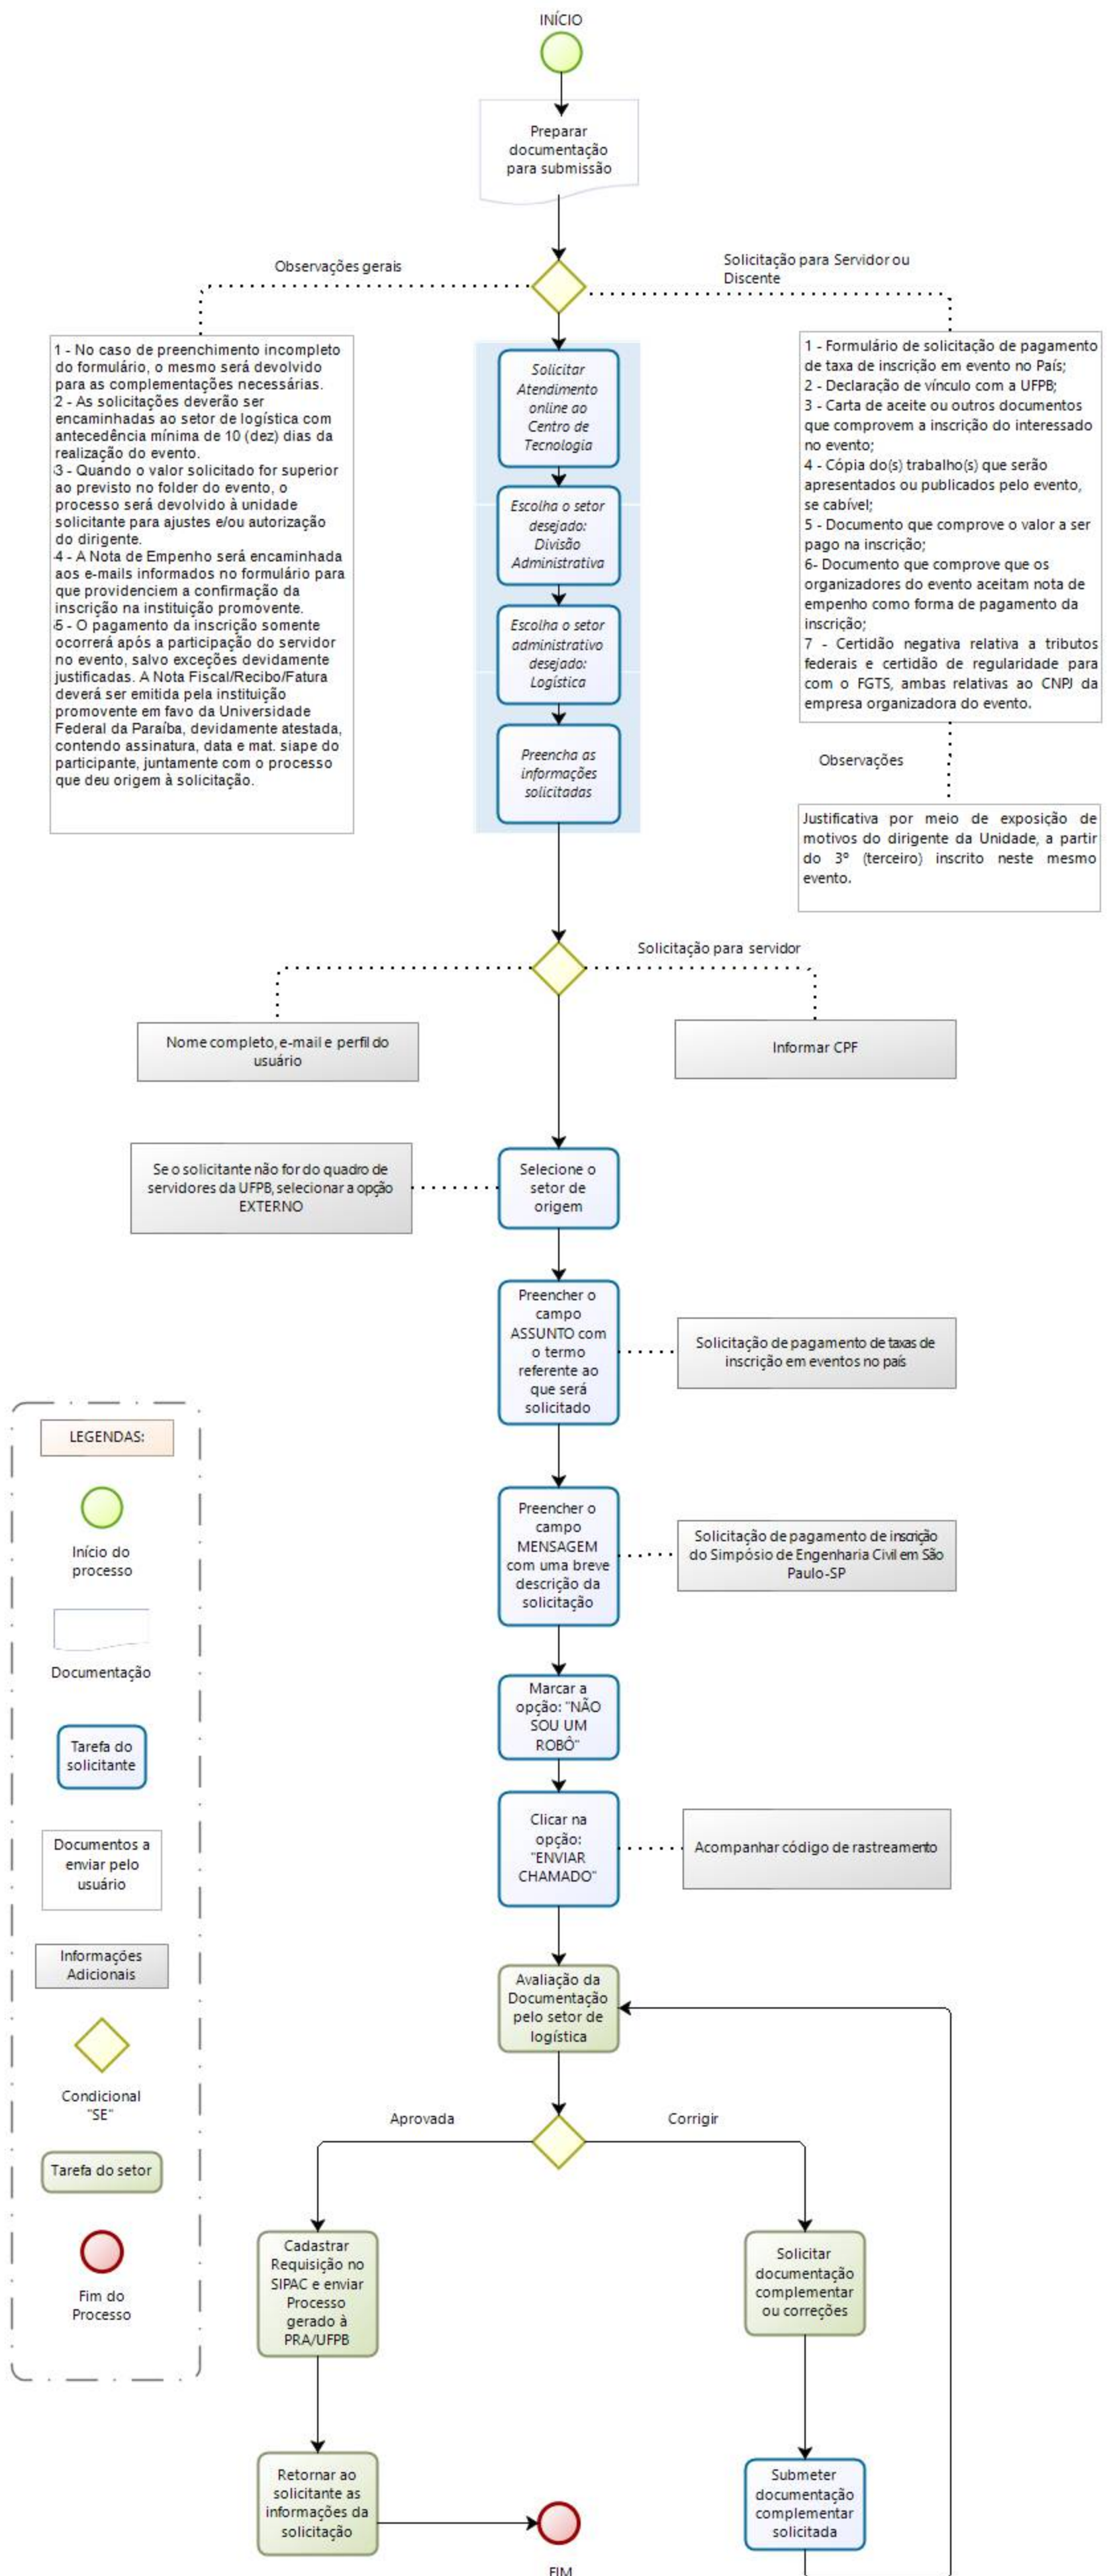 INÍCIO
Preparar
documentação
para submissão
Observações gerais
Solicitação para Servidor ou
Discente
1 - No caso de preenchimento incompleto
do formulário, o mesmo será devolvido
para as complementações necessárias.
2 - As solicitações deverão ser
encaminhadas ao setor de logística com
antecedência mínima de 10 (dez) dias da
realização do evento.
3 - Quando o valor solicitado for superior
ao previsto no folder do evento, o
processo será devolvido à unidade
solicitante para ajustes e/ou autorização
do dirigente.
4 - A Nota de Empenho será encaminhada
aos e-mails informados no formulário para
que providenciem a confirmação da
inscrição na instituição promovente.
5 - O pagamento da inscrição somente
ocorrerá após a participação do servidor
no evento, salvo exceções devidamente
justificadas. A Nota Fiscal/Recibo/Fatura
deverá ser emitida pela instituição
promovente em favo da Universidade
Federal da Paraíba, devidamente atestada,
contendo assinatura, data e mat. siape do
participante, juntamente com o processo
que deu origem à solicitação.
Solicitar
Atendimento
online ao
Centro de
Tecnologia
Escolha o setor
desejado:
Divisão
Administrativa
Escolha o setor
administrativo
desejado:
Logística
Preencha as
informações
solicitadas
1 - Formulário de solicitação de pagamento
de taxa de inscrição em evento no País;
2 - Declaração de vínculo com a UFPB;
3 - Carta de aceite ou outros documentos
que comprovem a inscrição do interessado
no evento;
4 - Cópia do(s) trabalho(s) que serão
apresentados ou publicados pelo evento,
se cabível;
5 - Documento que comprove o valor a ser
pago na inscrição;
6- Documento que comprove que os
organizadores do evento aceitam nota de
empenho como forma de pagamento da
inscrição;
7 - Certidão negativa relativa a tributos
federais e certidão de regularidade para
com o FGTS, ambas relativas ao CNPJ da
empresa organizadora do evento.
Observações
Justificativa por meio de exposição de
motivos do dirigente da Unidade, a partir
do 3º (terceiro) inscrito neste mesmo
evento.
Solicitação para servidor
Nome completo, e-mail e perfil do
usuário
Informar CPF
Se o solicitante não for do quadro de
servidores da UFPB, selecionar a opção
EXTERNO
Selecione o
setor de
origem
Preencher o
campo
ASSUNTO com
o termo
referente ao
que será
solicitado
Solicitação de pagamento de taxas de
inscrição em eventos no país
Preencher o
campo
MENSAGEM
com uma breve
descrição da
solicitação
Solicitação de pagamento de inscrição
do Simpósio de Engenharia Civil em São
Paulo-SP
Marcar a
opção: "NÃO
SOU UM
ROBÔ"
Clicar na
opção:
"ENVIAR
CHAMADO"
Acompanhar código de rastreamento
Avaliação da
Documentação
pelo setor de
logística
Aprovada
Corrigir
Cadastrar
Requisição no
SIPAC e enviar
Processo
gerado à
PRA/UFPB
Solicitar
documentação
complementar
ou correções
Retornar ao
solicitante as
informações da
solicitação
Submeter
documentação
complementar
solicitada
FIM
LEGENDAS:
Início do
processo
Documentação
Tarefa do
solicitante
Documentos a
enviar pelo
usuário
Informações
Adicionais
Condicional
"SE"
Tarefa do setor
Fim do
Processo